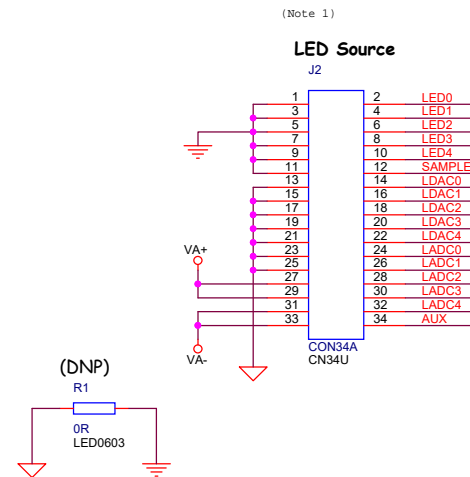 (Note 1)
LED Source
J2
1 2 LED0
3 4 LED1
5 6 LED2
7 8 LED3
9 10 LED4
11 12 SAMPLE
13 14 LDAC0
15 16 LDAC1
17 18 LDAC2
19 20 LDAC3
21 22 LDAC4
23 24 LADC0
25 26 LADC1
VA+
27 28 LADC2
29 30 LADC3
31 32 LADC4
33 34 AUX
CON34A
VA-
CN34U
(DNP)
R1
0R
LED0603